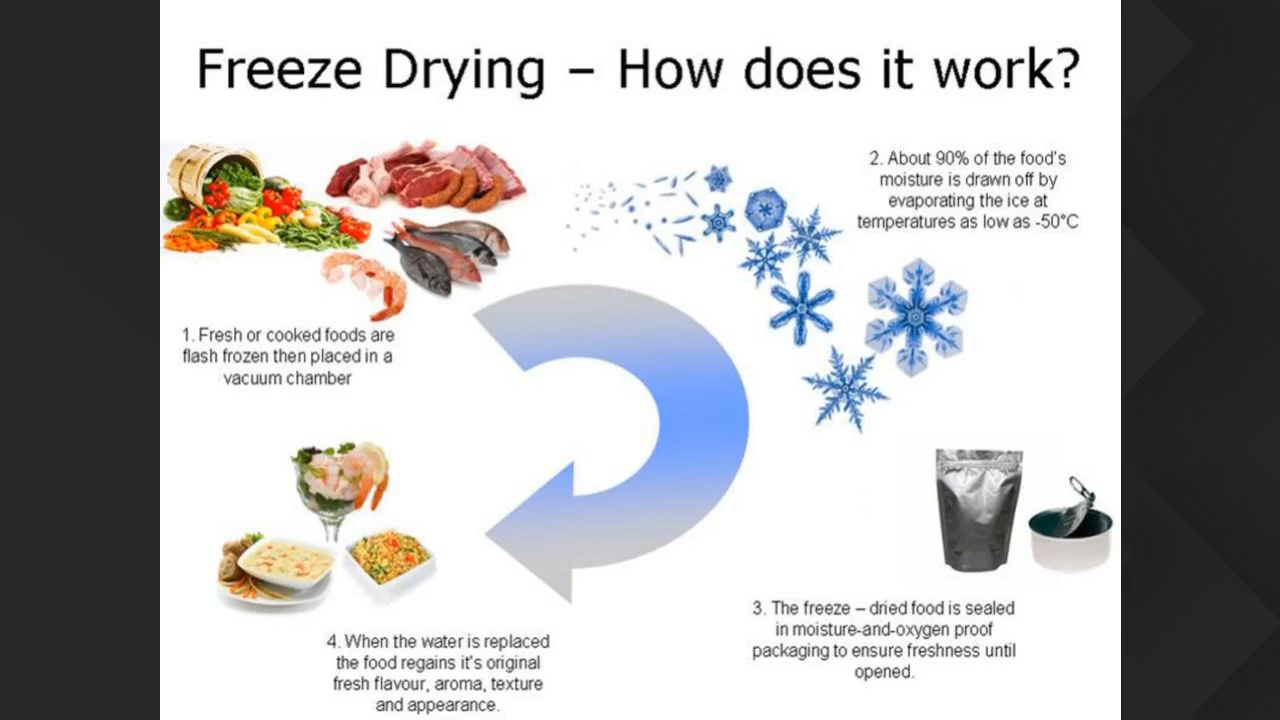 Freeze Drying – How does it work?
1. Fresh or cooked foods are
flash frozen then placed in a
vacuum chamber
2. About 90% of the food's
moisture is drawn off by
evaporating the ice at
temperatures as low as -50°C
3. The freeze – dried food is sealed
in moisture-and-oxygen proof
packaging to ensure freshness until
opened.
4. When the water is replaced
the food regains it's original
fresh flavour, aroma, texture
and appearance.